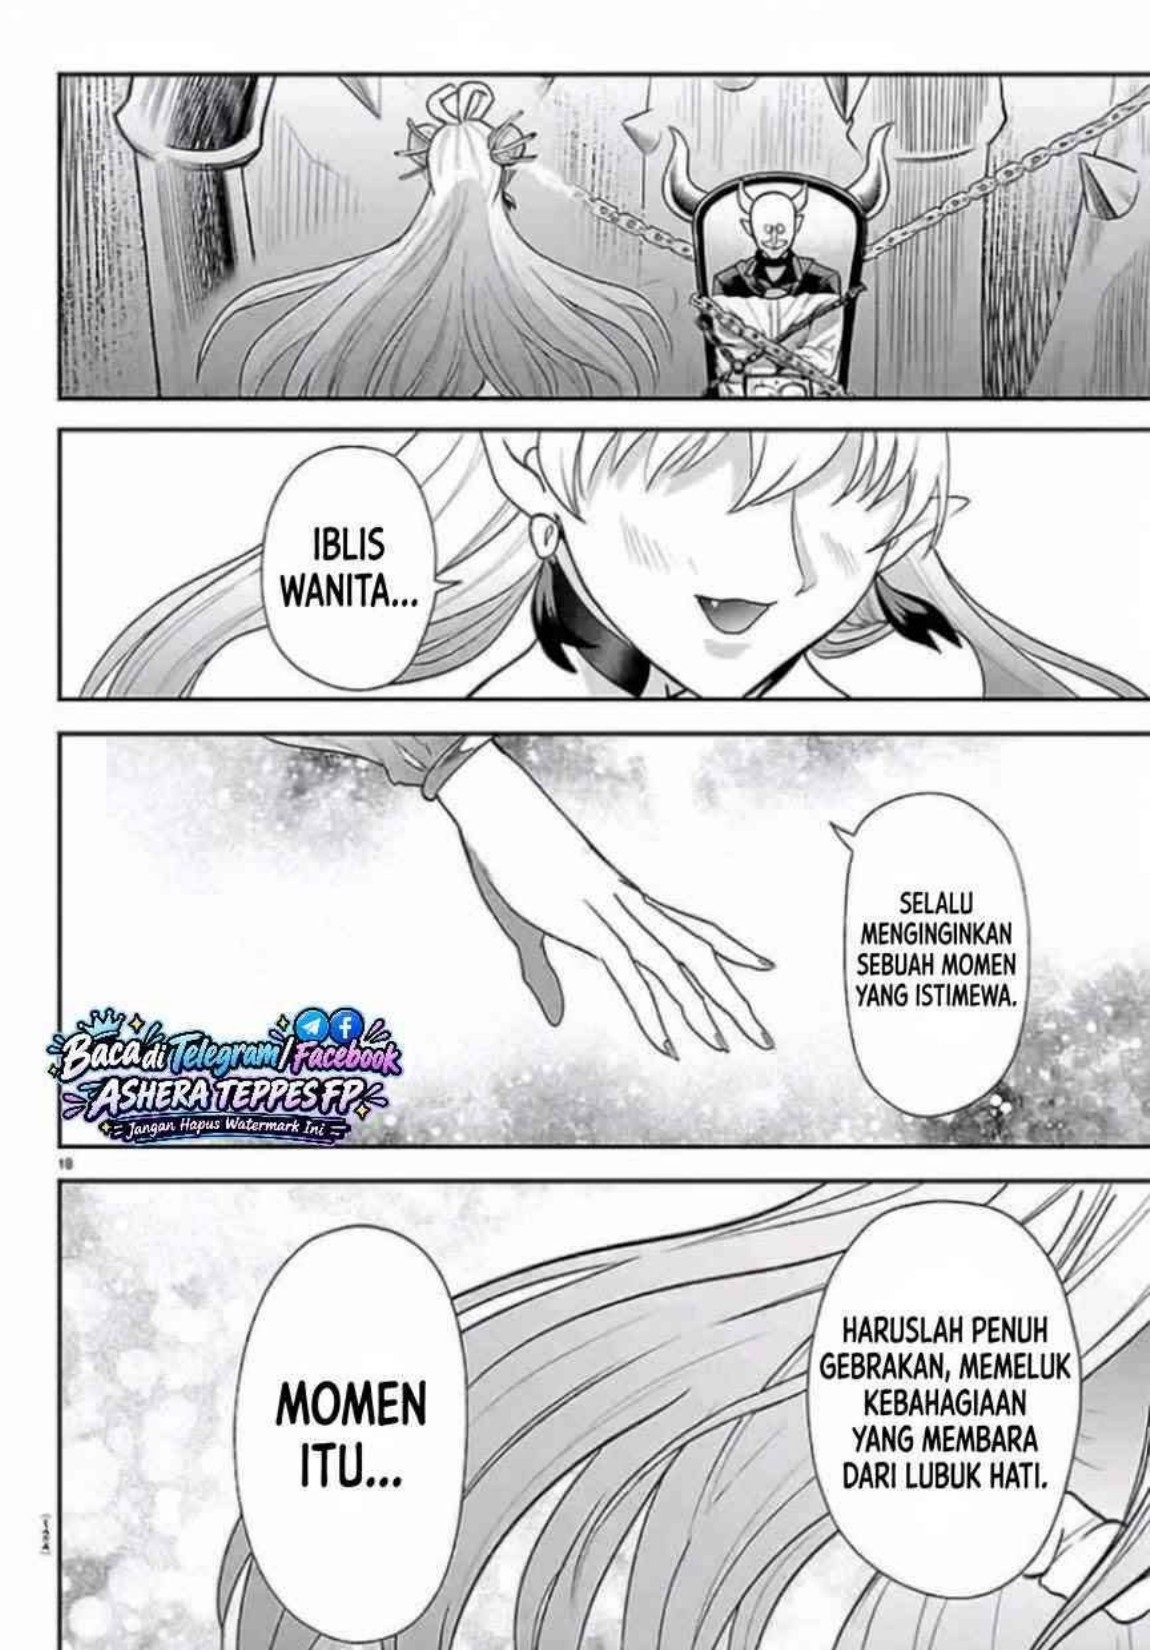 IBLIS
WANITA...
SELALU
MENGINGINKAN
SEBUAH MOMEN
YANG ISTIMEWA.
Baca di Telegram / Facebook
ASHERA TEPPES FP
Jangan Hapus Watermark Ini
18
MOMEN
ITU...
HARUSLAH PENUH
GEBRAKAN, MEMELUK
KEBAHAGIAAN
YANG MEMBARA
DARI LUBUK HATI.